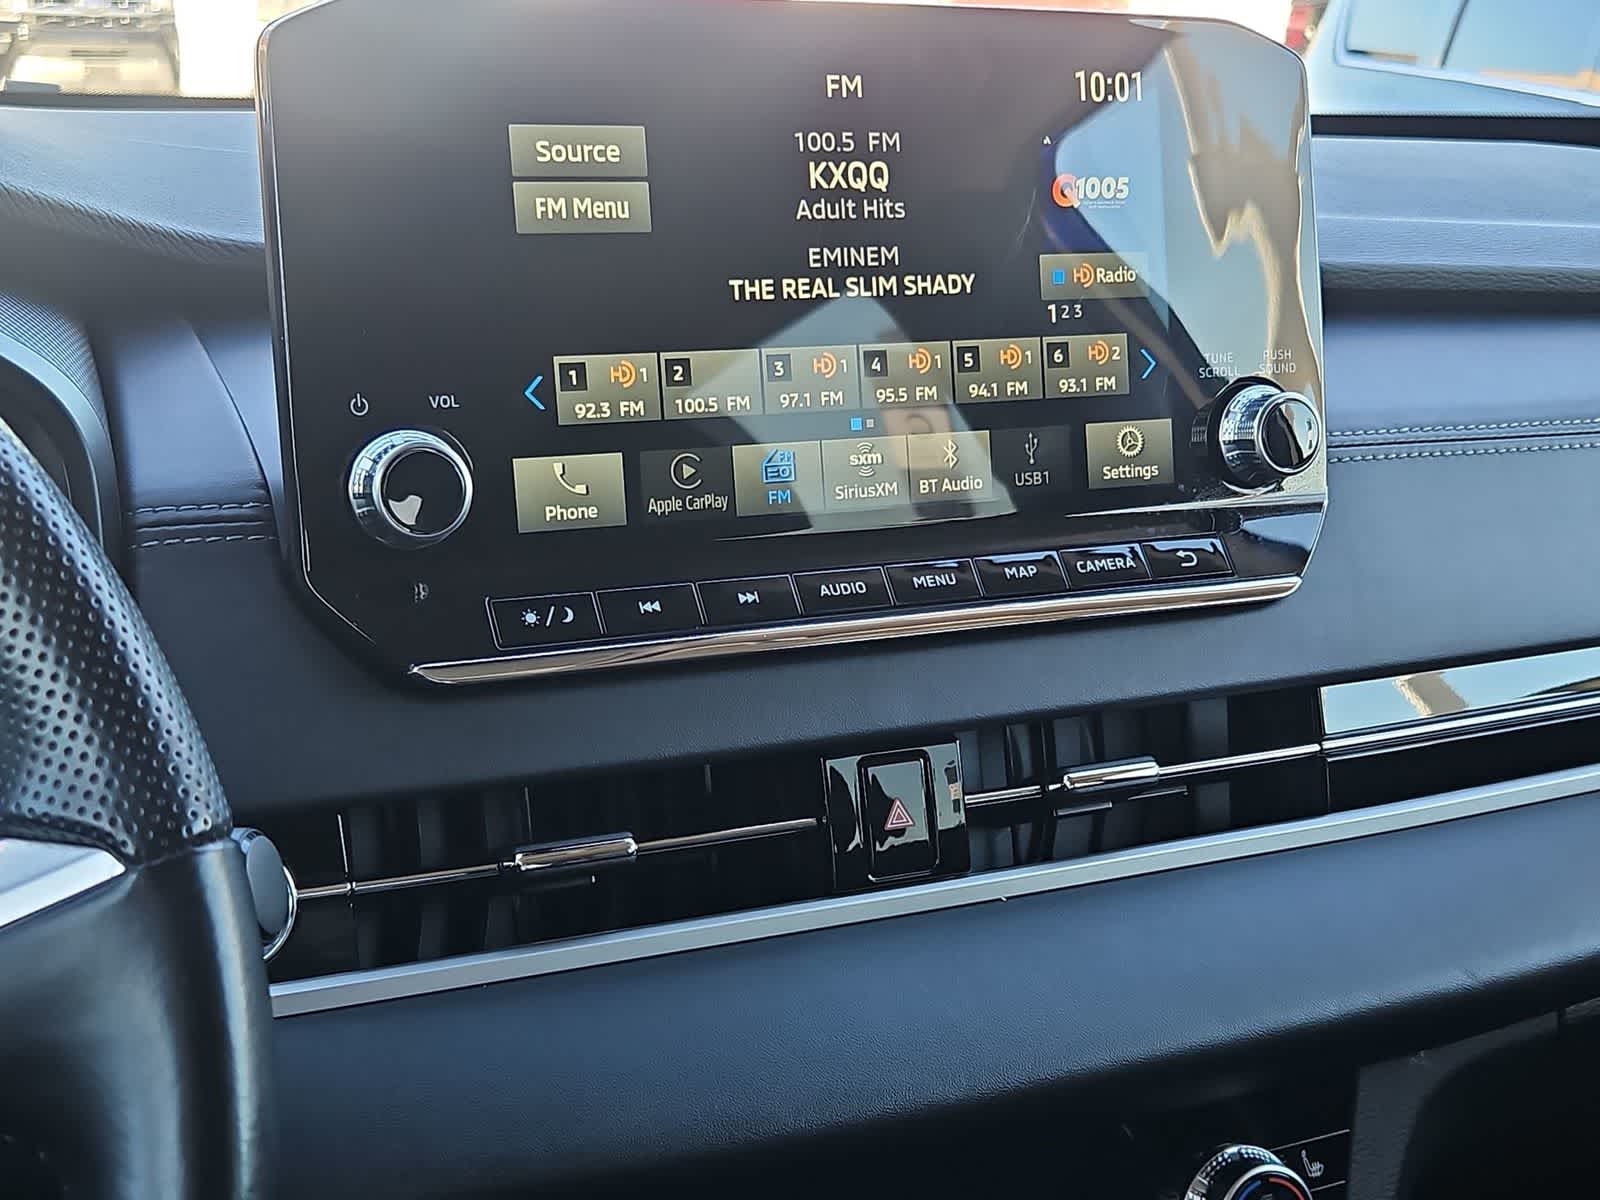 FM
10:01
Source
FM Menu
100.5 FM
KXQQ
Adult Hits
Q1005
EMINEM
THE REAL SLIM SHADY
HD Radio
1 2 3
1 HD 1
92.3 FM
2
100.5 FM
3 HD 1
97.1 FM
4 HD 1
95.5 FM
5 HD 1
94.1 FM
6 HD 2
93.1 FM
VOL
TUNE
SCROLL
PUSH
SOUND
Phone
Apple CarPlay
FM
sxm
SiriusXM
BT Audio
USB1
Settings
AUDIO
MENU
MAP
CAMERA